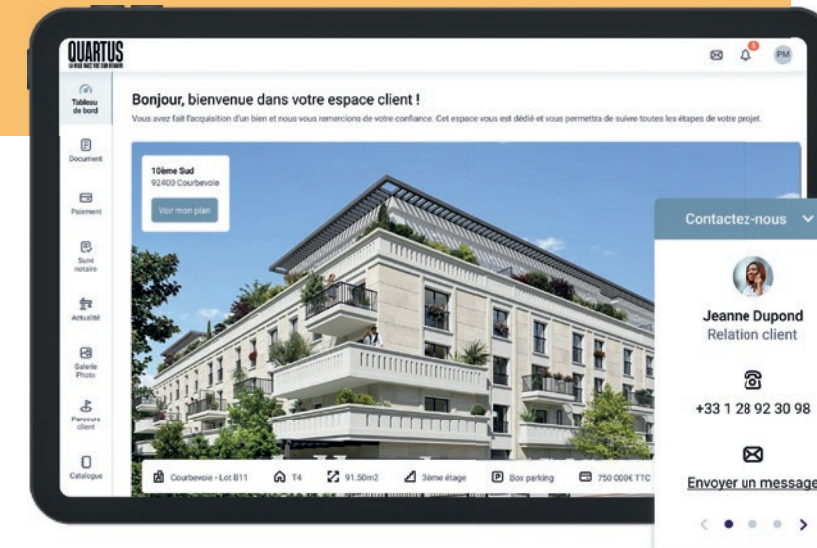 QUARTUS
5
PM
Tableau
de bord
Bonjour, bienvenue dans votre espace client !
Vous avez fait l'acquisition d'un bien et nous vous remercions de votre confiance. Cet espace vous est dédié et vous permettra de suivre toutes les étapes de votre projet.
Document
Paiement
Suivi
notaire
Actualité
Galerie
Photo
Parcours
client
Catalogue
10ème Sud
92400 Courbevoie
Voir mon plan
Courbevoie - Lot B11
T4
91.50m2
3ème étage
P
Box parking
750 000€ TTC
Contactez-nous
Jeanne Dupond
Relation client
+33 1 28 92 30 98
Envoyer un message